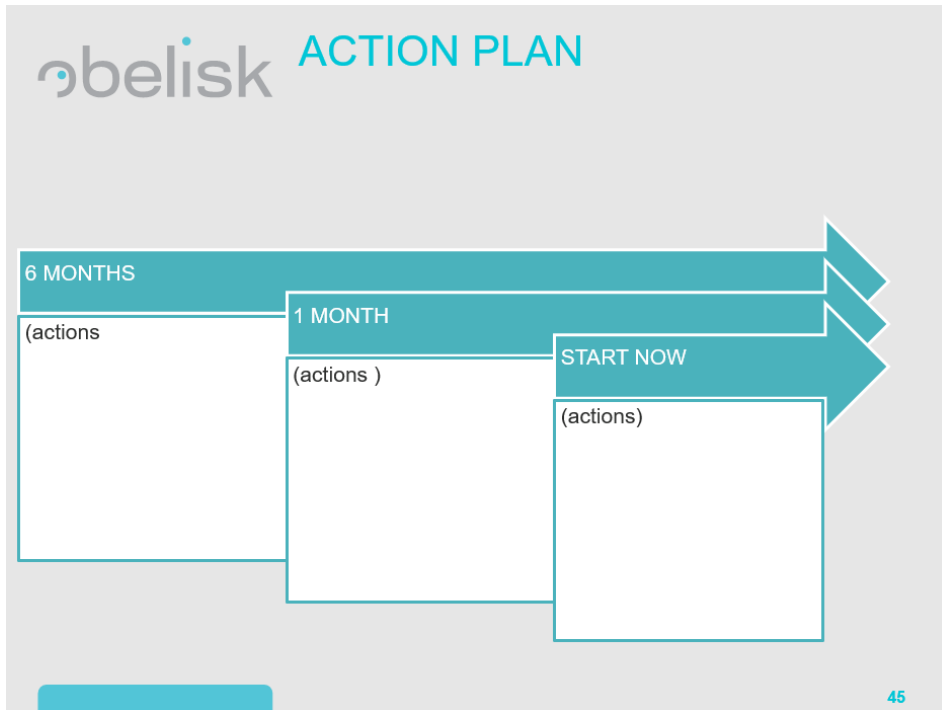 obelisk ACTION PLAN
6 MONTHS
(actions
1 MONTH
(actions )
START NOW
(actions)
45